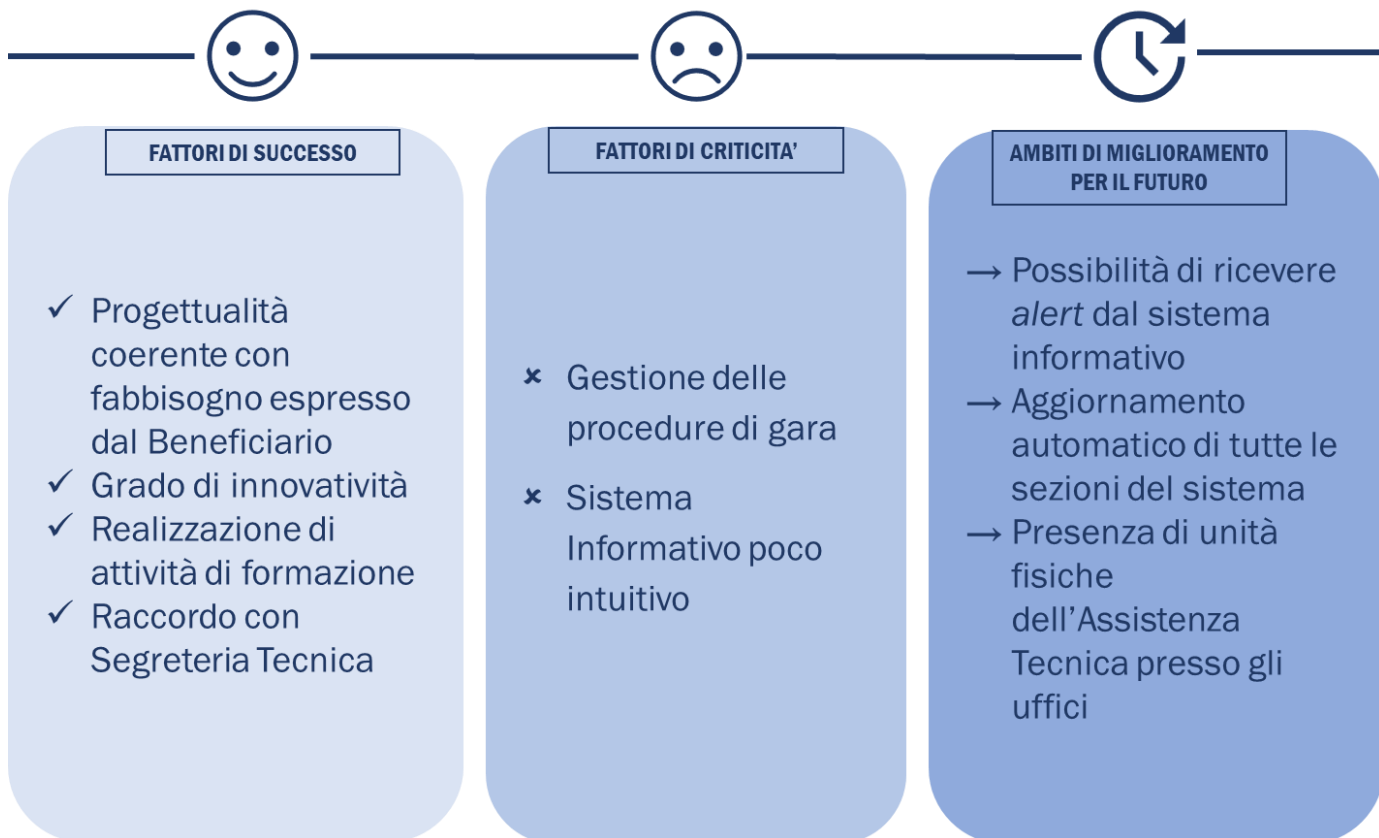 FATTORI DI SUCCESSO
✓ Progettualità
coerente con
fabbisogno espresso
dal Beneficiario
✓ Grado di innovatività
✓ Realizzazione di
attività di formazione
✓ Raccordo con
Segreteria Tecnica
FATTORI DI CRITICITA’
× Gestione delle
procedure di gara
× Sistema
Informativo poco
intuitivo
AMBITI DI MIGLIORAMENTO
PER IL FUTURO
→ Possibilità di ricevere
alert dal sistema
informativo
→ Aggiornamento
automatico di tutte le
sezioni del sistema
→ Presenza di unità
fisiche
dell’Assistenza
Tecnica presso gli
uffici